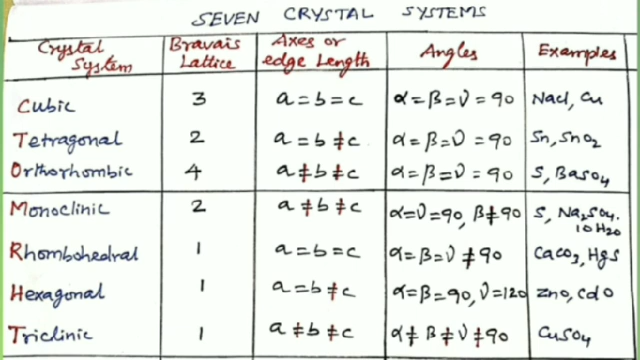 SEVEN CRYSTAL SYSTEMS
Crystal System | Bravais Lattice | Axes or edge Length | Angles | Examples
Cubic | 3 | a = b = c | α = β = γ = 90 | Nacl, Cu
Tetragonal | 2 | a = b ≠ c | α = β = γ = 90 | Sn, SnO₂
Orthorhombic | 4 | a ≠ b ≠ c | α = β = γ = 90 | S, BaSO₄
Monoclinic | 2 | a ≠ b ≠ c | α = γ = 90, β ≠ 90 | S, Na₂SO₄. 10H₂O
Rhombohedral | 1 | a = b = c | α = β = γ ≠ 90 | CaCO₃, HgS
Hexagonal | 1 | a = b ≠ c | α = β = 90, γ = 120 | ZnO, CdO
Triclinic | 1 | a ≠ b ≠ c | α ≠ β ≠ γ ≠ 90 | CuSO₄